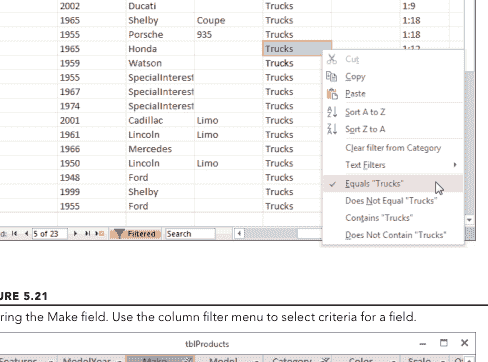 2002 Ducati Trucks 1:9
1965 Shelby Coupe Trucks 1:18
1955 Porsche 935 Trucks 1:18
1965 Honda Trucks 1:12
1959 Watson Trucks
1955 SpecialInterest Trucks
1967 SpecialInterest Trucks
1974 SpecialInterest Trucks
2001 Cadillac Limo Trucks
1961 Lincoln Limo Trucks
1966 Mercedes Trucks
1950 Lincoln Limo Trucks
1948 Ford Trucks
1999 Shelby Trucks
1955 Ford Trucks
Cut
Copy
Paste
Sort A to Z
Sort Z to A
Clear filter from Category
Text Filters
Equals "Trucks"
Does Not Equal "Trucks"
Contains "Trucks"
Does Not Contain "Trucks"
rd: 5 of 23 Filtered Search
URE 5.21
ring the Make field. Use the column filter menu to select criteria for a field.
tblProducts
Features ModelYear Make Model Category Color Scale